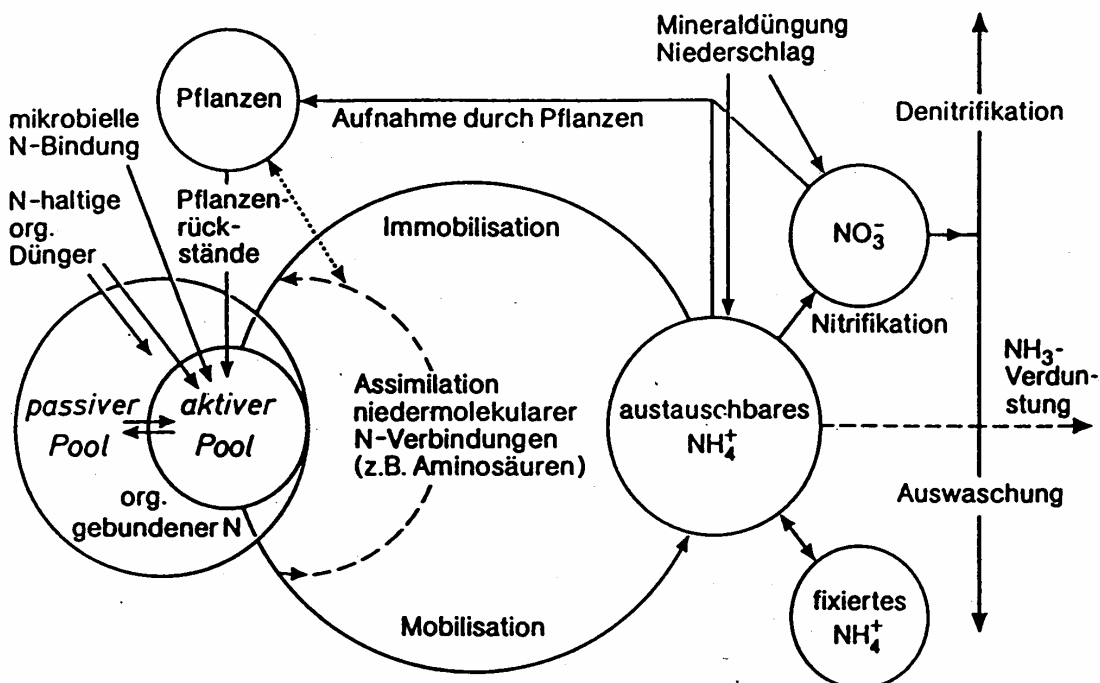 Mineraldüngung
Niederschlag
Pflanzen
Denitrifikation
mikrobielle
N-Bindung
Aufnahme durch Pflanzen
N-haltige
org.
Dünger
Pflanzen-
rück-
stände
Immobilisation
NO₃⁻
Nitrifikation
NH₃-
Verdun-
stung
passiver
Pool
aktiver
Pool
Assimilation
niedermolekularer
N-Verbindungen
(z.B. Aminosäuren)
austauschbares
NH₄⁺
org.
gebundener N
Auswaschung
fixiertes
NH₄⁺
Mobilisation